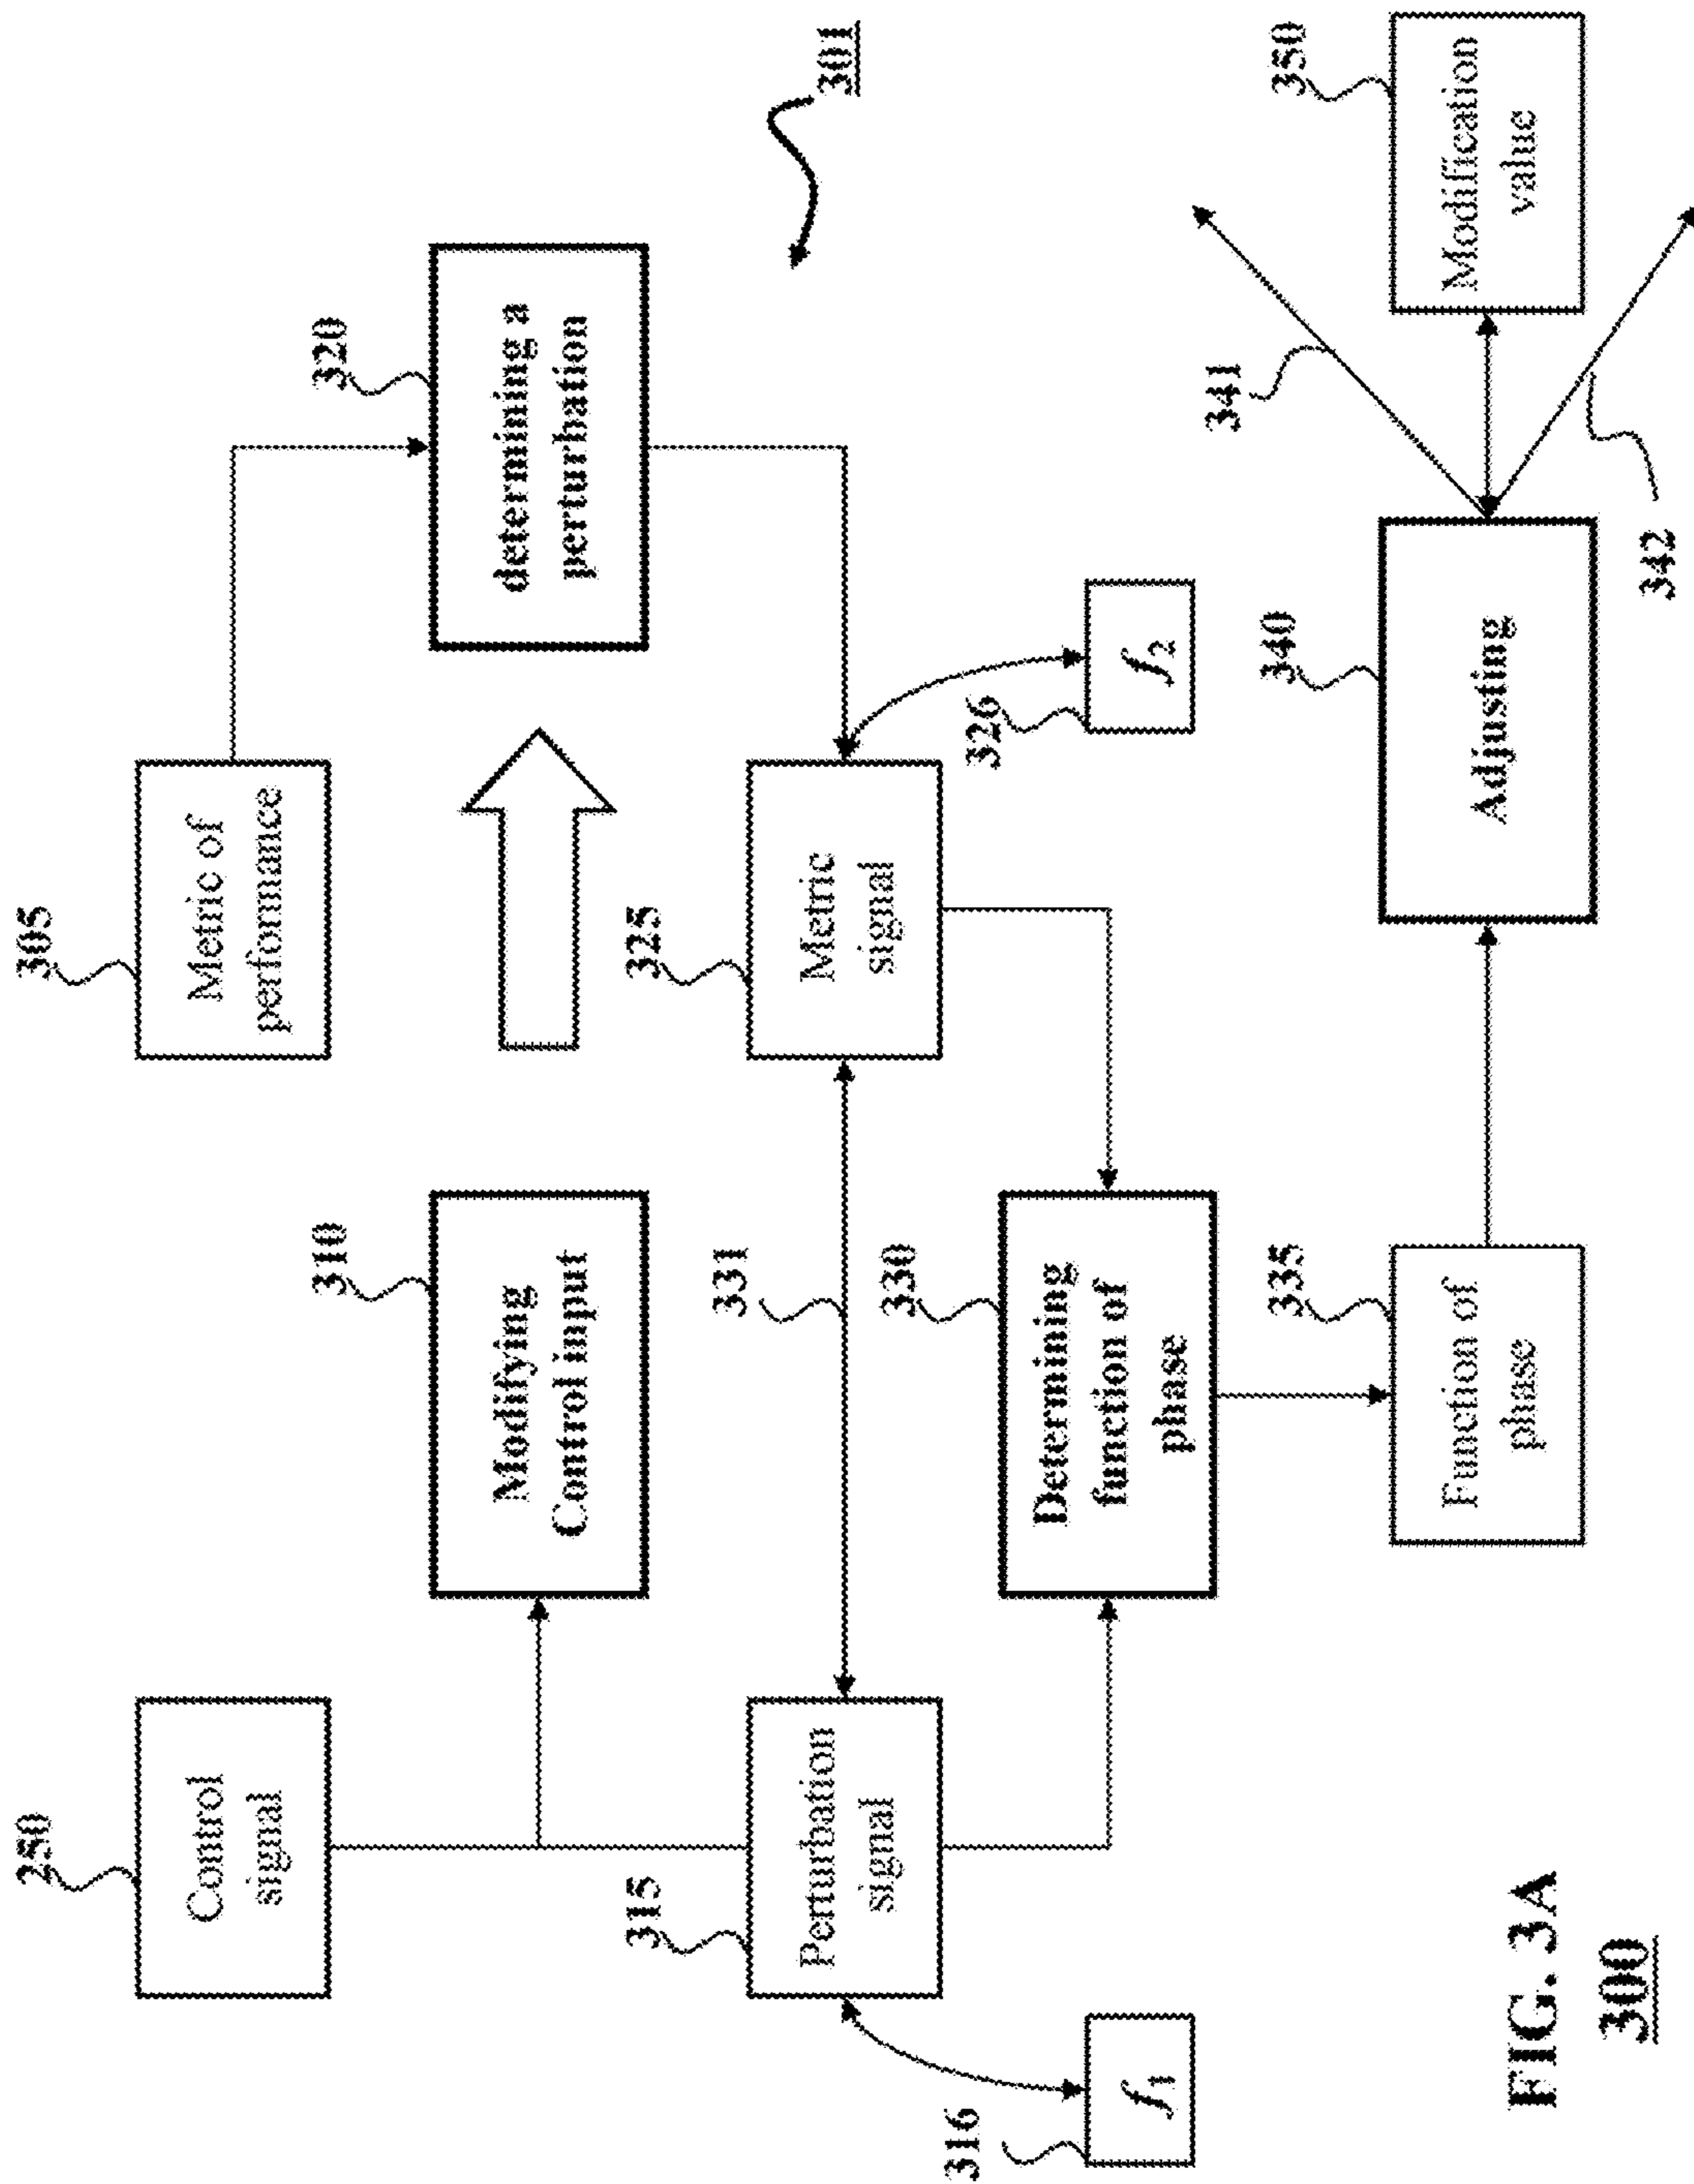 250
Control
signal
305
Metric of
performance
310
Modifying
Control input
320
determining a
perturbation
301
315
Perturbation
signal
331
325
Metric
signal
316
f1
330
Determining
function of
phase
326
f2
335
Function of
phase
340
Adjusting
341
342
350
Modification
value
FIG. 3A
300